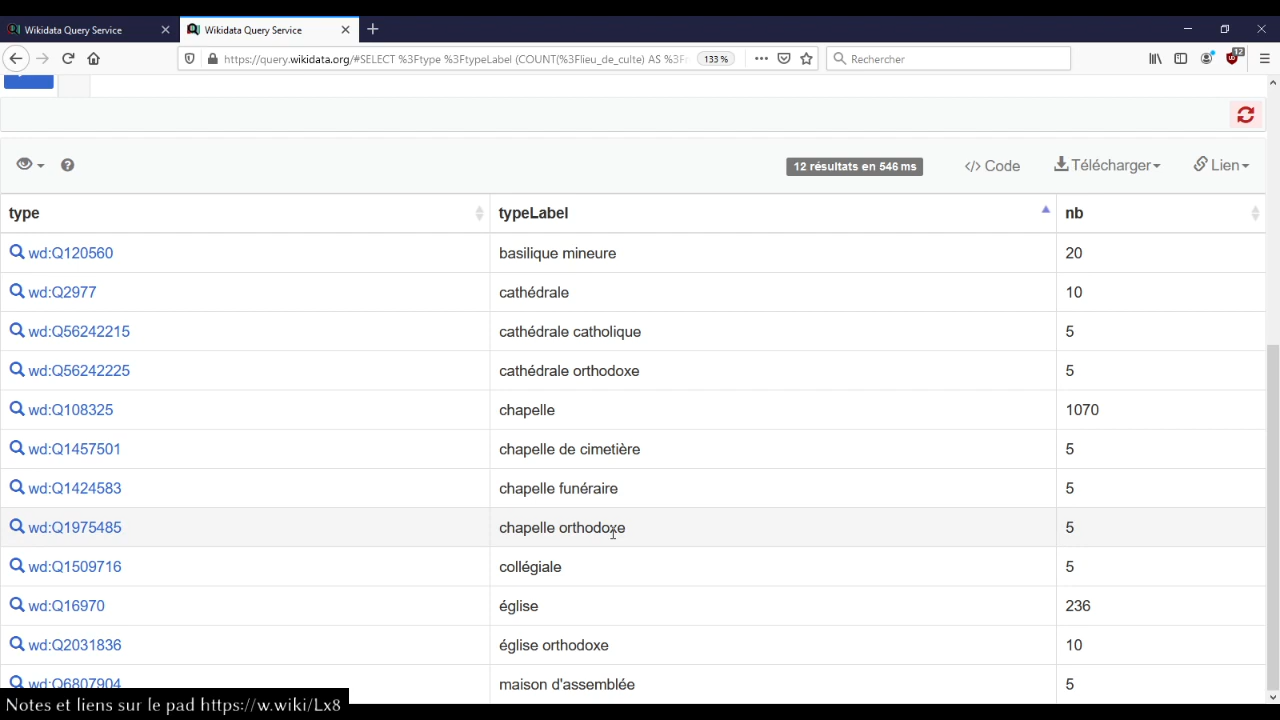 Wikidata Query Service
Wikidata Query Service
https://query.wikidata.org/#SELECT %3Ftype %3FtypeLabel (COUNT(%3Flieu_de_culte) AS %3F
133 %
Rechercher
12
12 résultats en 546 ms
</> Code
Télécharger
Lien
type typeLabel nb
wd:Q120560 basilique mineure 20
wd:Q2977 cathédrale 10
wd:Q56242215 cathédrale catholique 5
wd:Q56242225 cathédrale orthodoxe 5
wd:Q108325 chapelle 1070
wd:Q1457501 chapelle de cimetière 5
wd:Q1424583 chapelle funéraire 5
wd:Q1975485 chapelle orthodoxe 5
wd:Q1509716 collégiale 5
wd:Q16970 église 236
wd:Q2031836 église orthodoxe 10
wd:Q6807904 maison d'assemblée 5
Notes et liens sur le pad https://w.wiki/Lx8